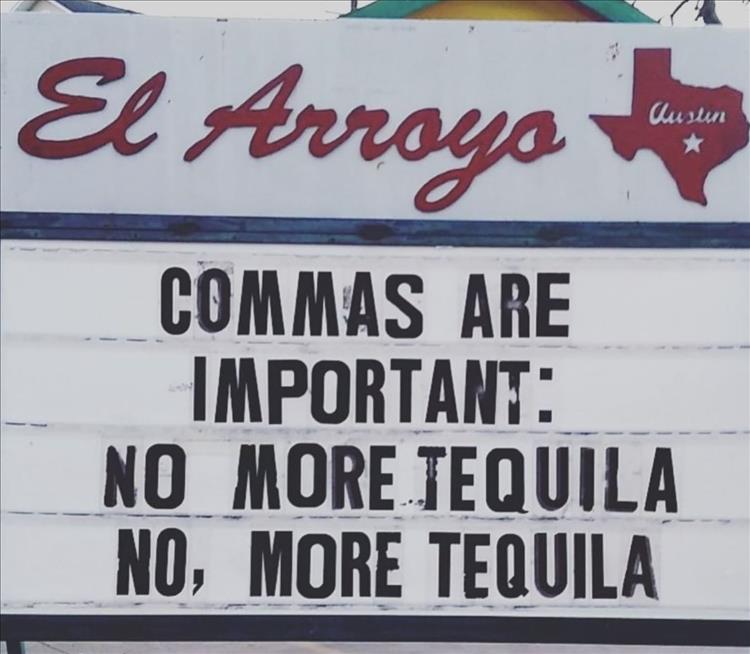 El Arroyo
Austin
COMMAS ARE
IMPORTANT:
NO MORE TEQUILA
NO, MORE TEQUILA